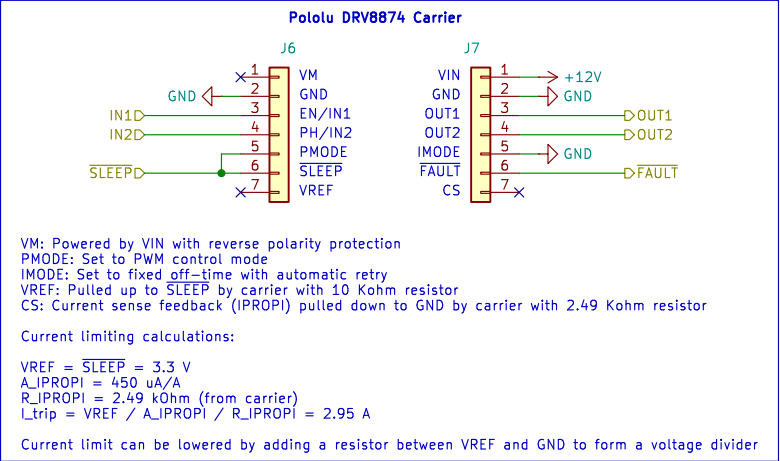 Pololu DRV8874 Carrier
J6
J7
1 VM
GND 2 GND
IN1 3 EN/IN1
IN2 4 PH/IN2
5 PMODE
SLEEP 6 SLEEP
7 VREF
VIN 1 +12V
GND 2 GND
OUT1 3 OUT1
OUT2 4 OUT2
IMODE 5 GND
FAULT 6 FAULT
CS 7
VM: Powered by VIN with reverse polarity protection
PMODE: Set to PWM control mode
IMODE: Set to fixed off-time with automatic retry
VREF: Pulled up to SLEEP by carrier with 10 Kohm resistor
CS: Current sense feedback (IPROPI) pulled down to GND by carrier with 2.49 Kohm resistor
Current limiting calculations:
VREF = SLEEP = 3.3 V
A_IPROPI = 450 uA/A
R_IPROPI = 2.49 kOhm (from carrier)
I_trip = VREF / A_IPROPI / R_IPROPI = 2.95 A
Current limit can be lowered by adding a resistor between VREF and GND to form a voltage divider